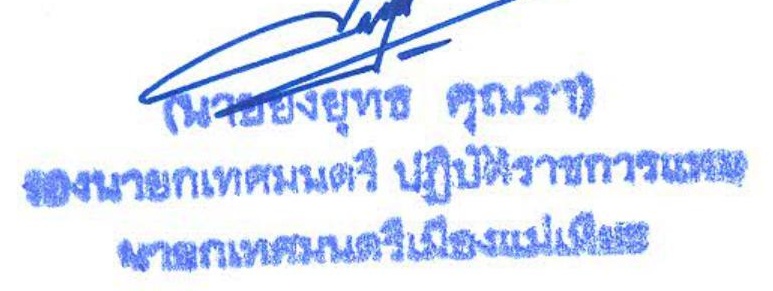 (นายยงยุทธ คุณรา)
รองนายกเทศมนตรี ปฏิบัติราชการแทน
นายกเทศมนตรีเมืองแม่เหียะ